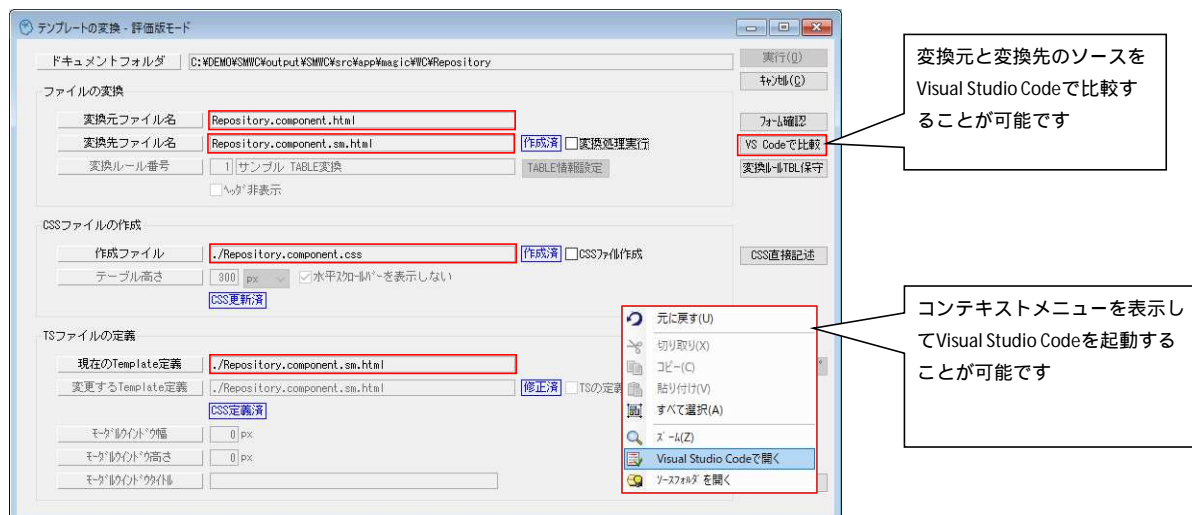 テンプレートの変換 - 評価版モード
ドキュメントフォルダ C:¥DEMO¥SMWC¥output¥SMWC¥src¥app¥magic¥WC¥Repository
実行(O)
ｷｬﾝｾﾙ(C)
ファイルの変換
変換元ファイル名 Repository.component.html
フォーム確認
変換先ファイル名 Repository.component.sm.html 作成済 変換処理実行
VS Codeで比較
変換ルール番号 1 サンプル TABLE変換 TABLE情報設定
変換ﾙｰﾙTBL保守
ﾍｯﾀﾞ非表示
CSSファイルの作成
作成ファイル ./Repository.component.css 作成済 CSSﾌｧｲﾙ作成
CSS直接記述
テーブル高さ 300 px 水平ｽｸﾛｰﾙﾊﾞｰを表示しない
CSS更新済
TSファイルの定義
現在のTemplate定義 ./Repository.component.sm.html
変更するTemplate定義 ./Repository.component.sm.html 修正済 TSの定義
CSS定義済
ﾓｰﾀﾞﾙｳｨﾝﾄﾞｳ幅 0 px
ﾓｰﾀﾞﾙｳｨﾝﾄﾞｳ高さ 0 px
ﾓｰﾀﾞﾙｳｨﾝﾄﾞｳﾀｲﾄﾙ
元に戻す(U)
切り取り(X)
コピー(C)
貼り付け(V)
すべて選択(A)
ｽﾞｰﾑ(Z)
Visual Studio Codeで開く
ｿｰｽﾌｫﾙﾀﾞを開く
変換元と変換先のソースを
Visual Studio Codeで比較す
ることが可能です
コンテキストメニューを表示し
てVisual Studio Codeを起動する
ことが可能です